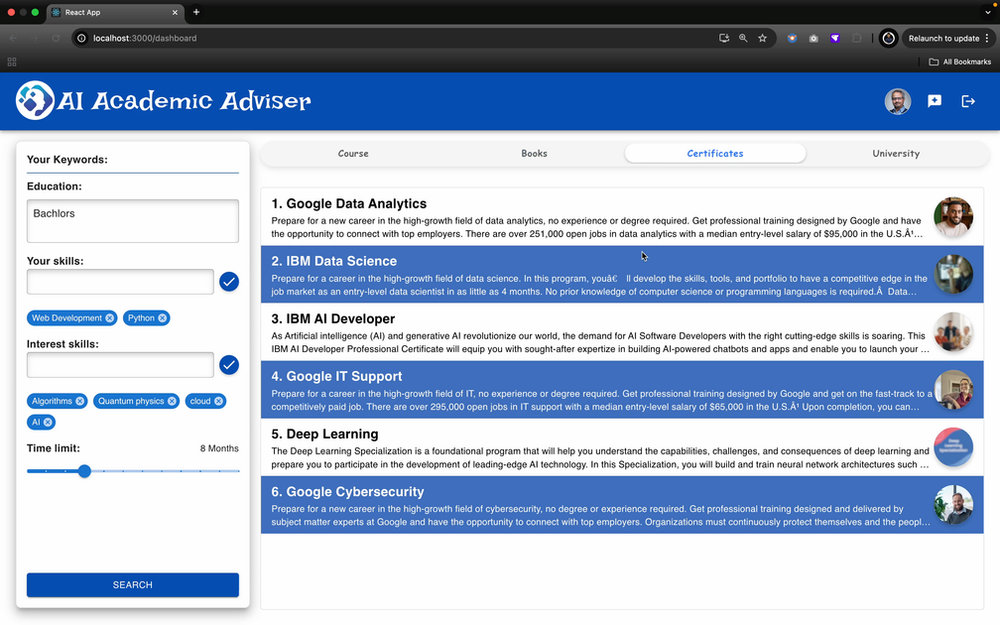 React App
localhost:3000/dashboard
Relaunch to update
All Bookmarks
AI Academic Adviser
Your Keywords:
Education:
Bachlors
Your skills:
Web Development
Python
Interest skills:
Algorithms
Quantum physics
cloud
AI
Time limit:
8 Months
SEARCH
Course
Books
Certificates
University
1. Google Data Analytics
Prepare for a new career in the high-growth field of data analytics, no experience or degree required. Get professional training designed by Google and have
the opportunity to connect with top employers. There are over 251,000 open jobs in data analytics with a median entry-level salary of $95,000 in the U.S.Â¹…
2. IBM Data Science
Prepare for a career in the high-growth field of data science. In this program, youâ€ ll develop the skills, tools, and portfolio to have a competitive edge in the
job market as an entry-level data scientist in as little as 4 months. No prior knowledge of computer science or programming languages is required.Â Data…
3. IBM AI Developer
As Artificial intelligence (AI) and generative AI revolutionize our world, the demand for AI Software Developers with the right cutting-edge skills is soaring. This
IBM AI Developer Professional Certificate will equip you with sought-after expertize in building AI-powered chatbots and apps and enable you to launch your …
4. Google IT Support
Prepare for a career in the high-growth field of IT, no experience or degree required. Get professional training designed by Google and get on the fast-track to a
competitively paid job. There are over 295,000 open jobs in IT support with a median entry-level salary of $65,000 in the U.S.Â¹ Upon completion, you can…
5. Deep Learning
The Deep Learning Specialization is a foundational program that will help you understand the capabilities, challenges, and consequences of deep learning and
prepare you to participate in the development of leading-edge AI technology. In this Specialization, you will build and train neural network architectures such …
6. Google Cybersecurity
Prepare for a new career in the high-growth field of cybersecurity, no degree or experience required. Get professional training designed and delivered by
subject matter experts at Google and have the opportunity to connect with top employers. Organizations must continuously protect themselves and the peopl…